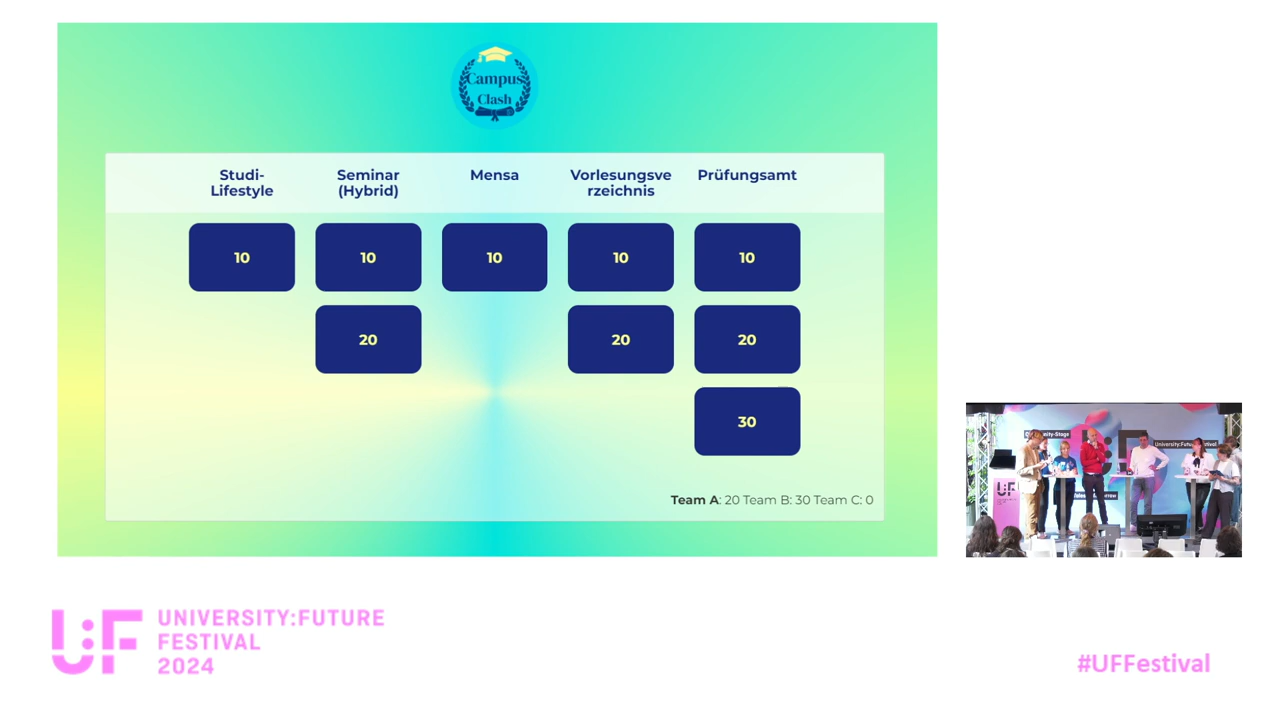 Campus
Clash
Studi-
Lifestyle
Seminar
(Hybrid)
Mensa
Vorlesungsve
rzeichnis
Prüfungsamt
10
10
10
10
10
20
20
20
30
Team A: 20 Team B: 30 Team C: 0
U:F
UNIVERSITY:FUTURE
FESTIVAL
2024
#UFFestival